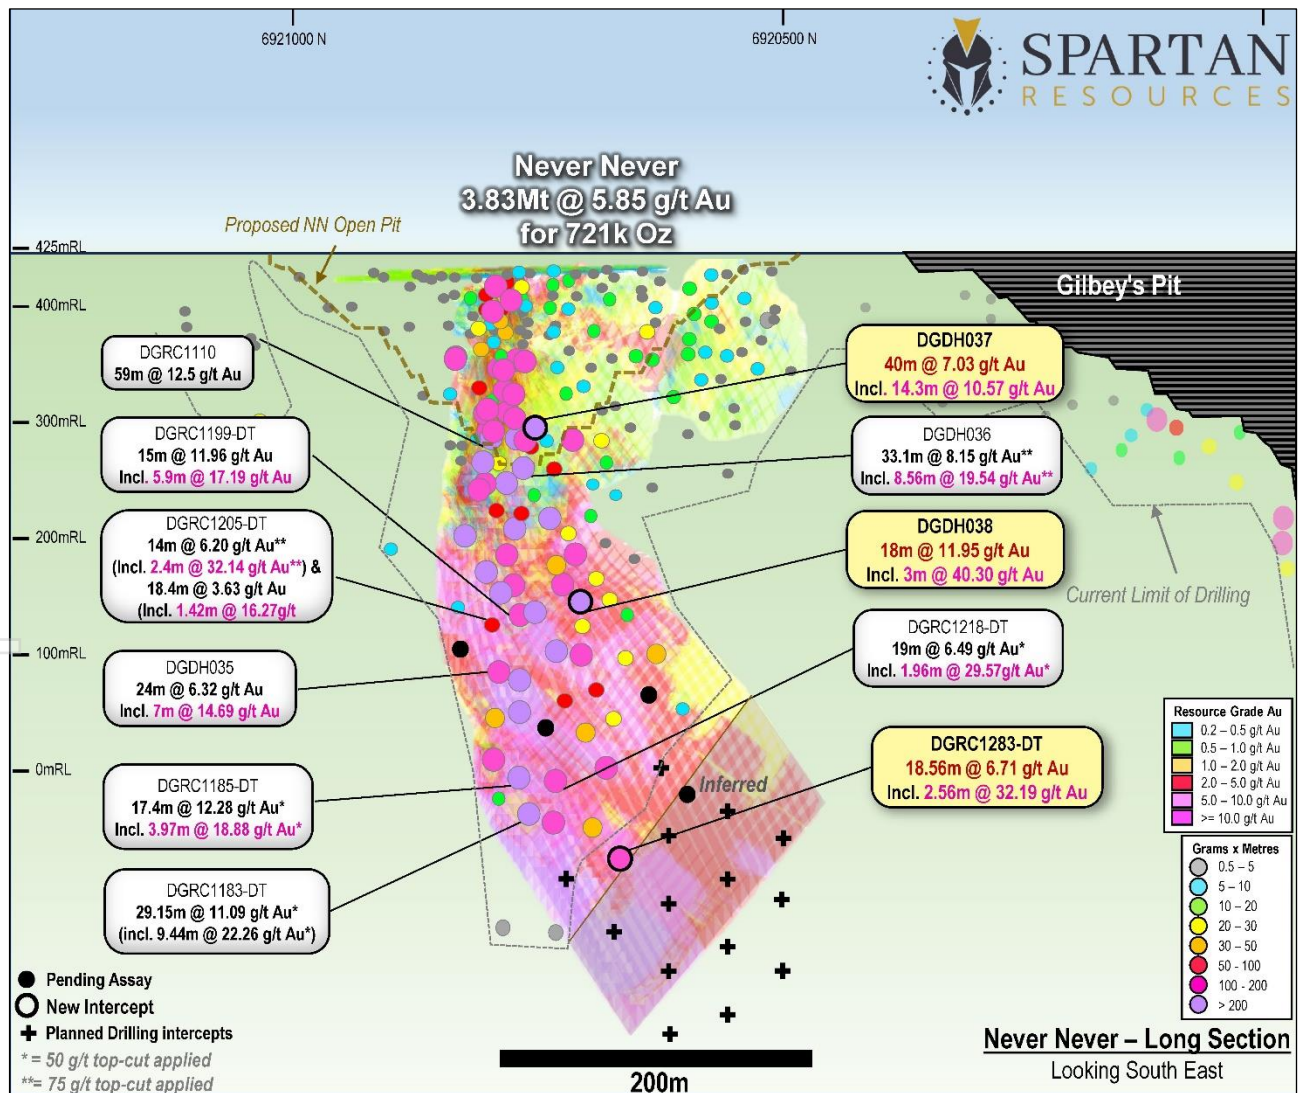 6921000 N
6920500 N
SPARTAN
RESOURCES
Never Never
3.83Mt @ 5.85 g/t Au
for 721k Oz
Proposed NN Open Pit
425mRL
400mRL
300mRL
200mRL
100mRL
0mRL
Gilbey's Pit
DGRC1110
59m @ 12.5 g/t Au
DGRC1199-DT
15m @ 11.96 g/t Au
Incl. 5.9m @ 17.19 g/t Au
DGRC1205-DT
14m @ 6.20 g/t Au**
(Incl. 2.4m @ 32.14 g/t Au**) &
18.4m @ 3.63 g/t Au
(Incl. 1.42m @ 16.27g/t
DGDH035
24m @ 6.32 g/t Au
Incl. 7m @ 14.69 g/t Au
DGRC1185-DT
17.4m @ 12.28 g/t Au*
Incl. 3.97m @ 18.88 g/t Au*
DGRC1183-DT
29.15m @ 11.09 g/t Au*
(incl. 9.44m @ 22.26 g/t Au*)
DGDH037
40m @ 7.03 g/t Au
Incl. 14.3m @ 10.57 g/t Au
DGDH036
33.1m @ 8.15 g/t Au**
Incl. 8.56m @ 19.54 g/t Au**
DGDH038
18m @ 11.95 g/t Au
Incl. 3m @ 40.30 g/t Au
DGRC1218-DT
19m @ 6.49 g/t Au*
Incl. 1.96m @ 29.57g/t Au*
DGRC1283-DT
18.56m @ 6.71 g/t Au
Incl. 2.56m @ 32.19 g/t Au
Current Limit of Drilling
Inferred
Resource Grade Au
0.2 – 0.5 g/t Au
0.5 – 1.0 g/t Au
1.0 – 2.0 g/t Au
2.0 – 5.0 g/t Au
5.0 – 10.0 g/t Au
>= 10.0 g/t Au
Grams x Metres
0.5 – 5
5 – 10
10 – 20
20 – 30
30 – 50
50 - 100
100 - 200
> 200
Pending Assay
New Intercept
Planned Drilling intercepts
* = 50 g/t top-cut applied
**= 75 g/t top-cut applied
200m
Never Never – Long Section
Looking South East